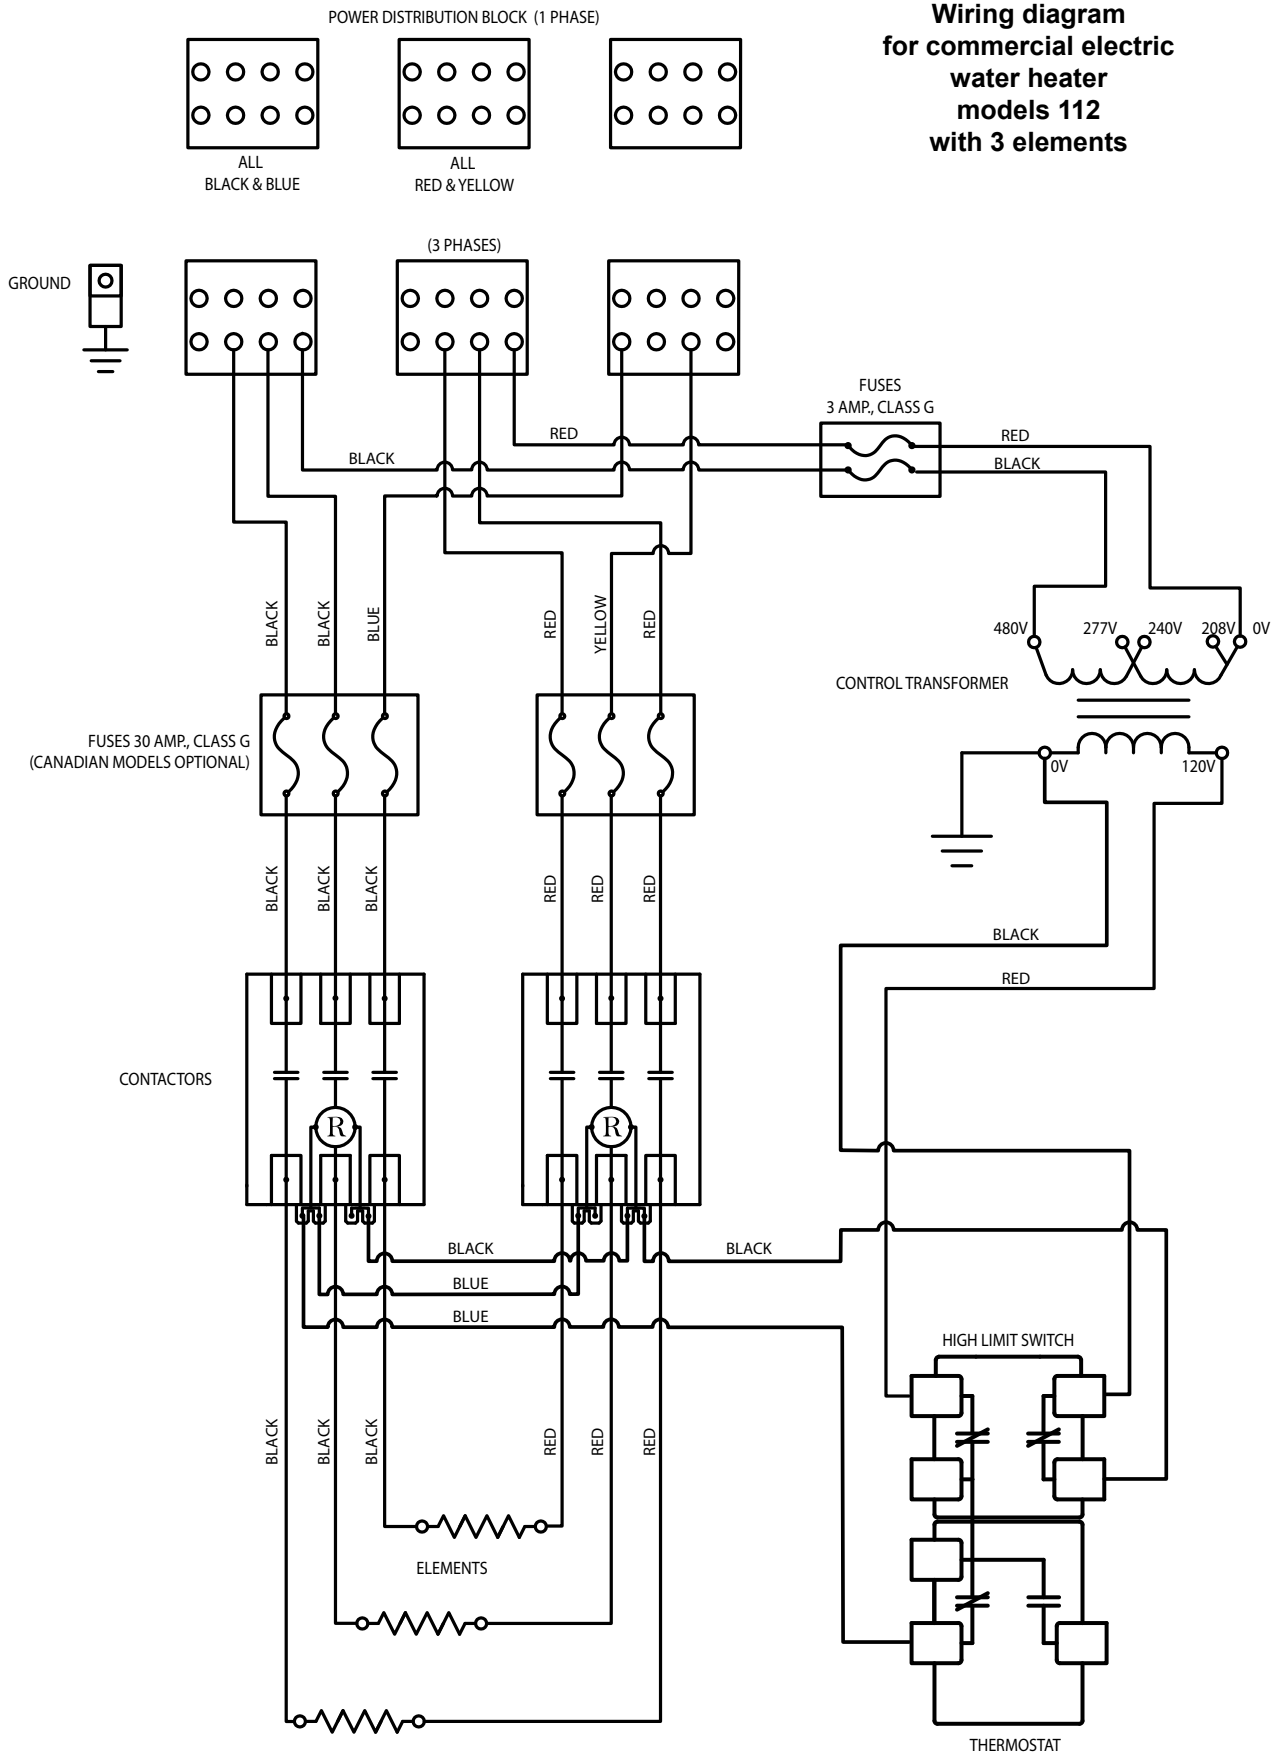 POWER DISTRIBUTION BLOCK (1 PHASE)
Wiring diagram
for commercial electric
water heater
models 112
with 3 elements
ALL
BLACK & BLUE
ALL
RED & YELLOW
(3 PHASES)
GROUND
FUSES
3 AMP., CLASS G
RED
RED
BLACK
BLACK
BLACK
BLACK
BLUE
RED
YELLOW
RED
480V
277V
240V
208V
0V
CONTROL TRANSFORMER
FUSES 30 AMP., CLASS G
(CANADIAN MODELS OPTIONAL)
0V
120V
BLACK
BLACK
BLACK
RED
RED
RED
BLACK
RED
CONTACTORS
R
R
BLACK
BLACK
BLUE
BLUE
HIGH LIMIT SWITCH
BLACK
BLACK
BLACK
RED
RED
RED
ELEMENTS
THERMOSTAT